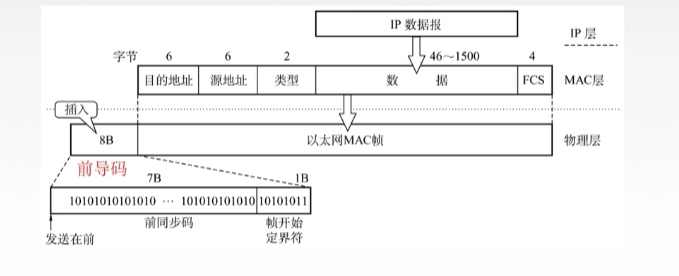 IP 数据报
IP 层
字节 6 6 2 46～1500 4
目的地址 源地址 类型 数 据 FCS MAC层
插入
8B 以太网MAC帧 物理层
前导码
7B 1B
10101010101010 ··· 101010101010 10101011
前同步码 帧开始
定界符
发送在前